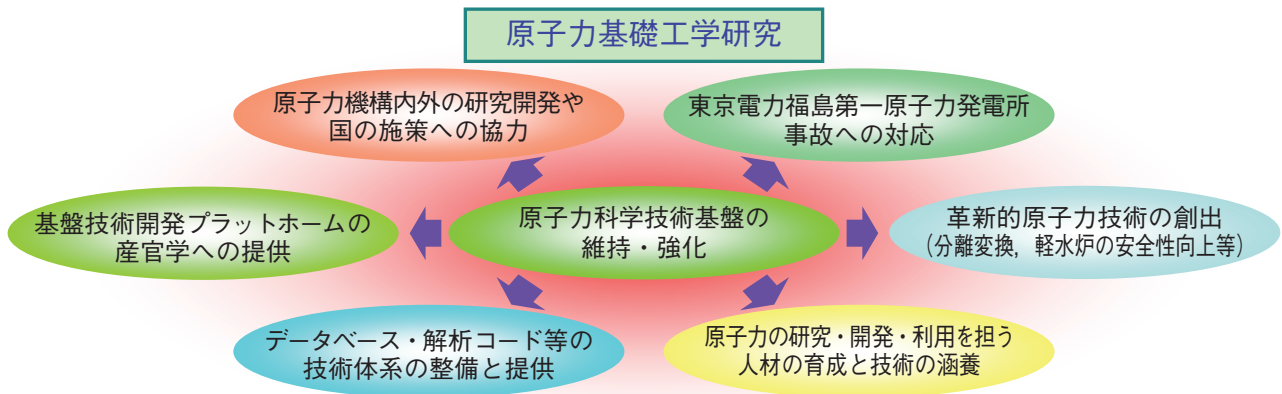 原子力基礎工学研究
原子力機構内外の研究開発や
国の施策への協力
東京電力福島第一原子力発電所
事故への対応
基盤技術開発プラットホームの
産官学への提供
原子力科学技術基盤の
維持・強化
革新的原子力技術の創出
(分離変換，軽水炉の安全性向上等)
データベース・解析コード等の
技術体系の整備と提供
原子力の研究・開発・利用を担う
人材の育成と技術の涵養